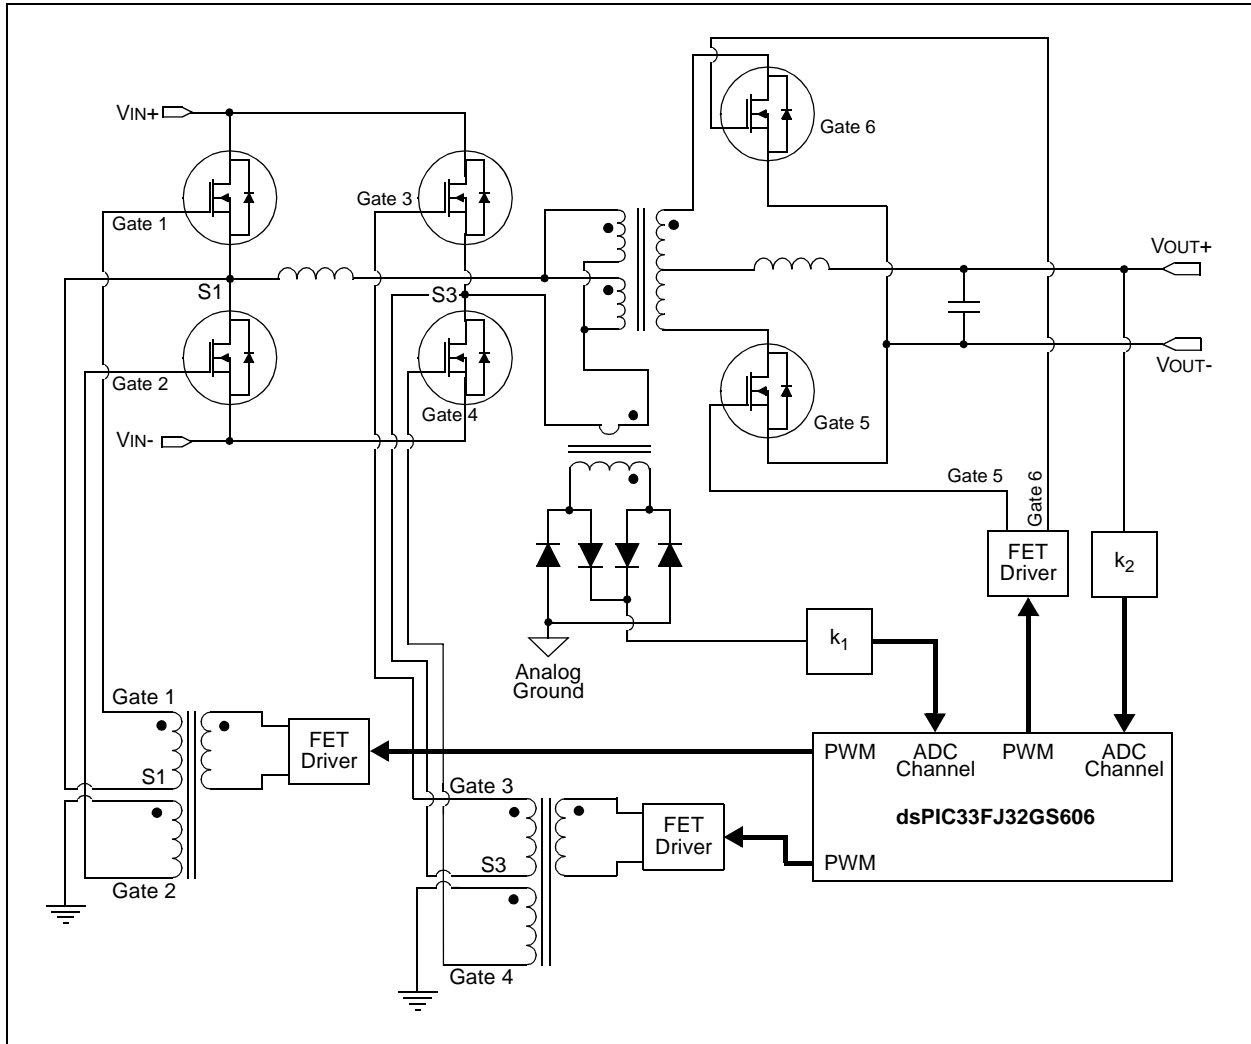 VIN+
Gate 1
Gate 3
Gate 6
S1
S3
VOUT+
VOUT-
Gate 2
Gate 4
Gate 5
VIN-
Gate 5
Gate 6
FET
Driver
k2
k1
Analog
Ground
Gate 1
S1
Gate 2
FET
Driver
PWM
ADC
Channel
PWM
ADC
Channel
dsPIC33FJ32GS606
PWM
Gate 3
S3
Gate 4
FET
Driver